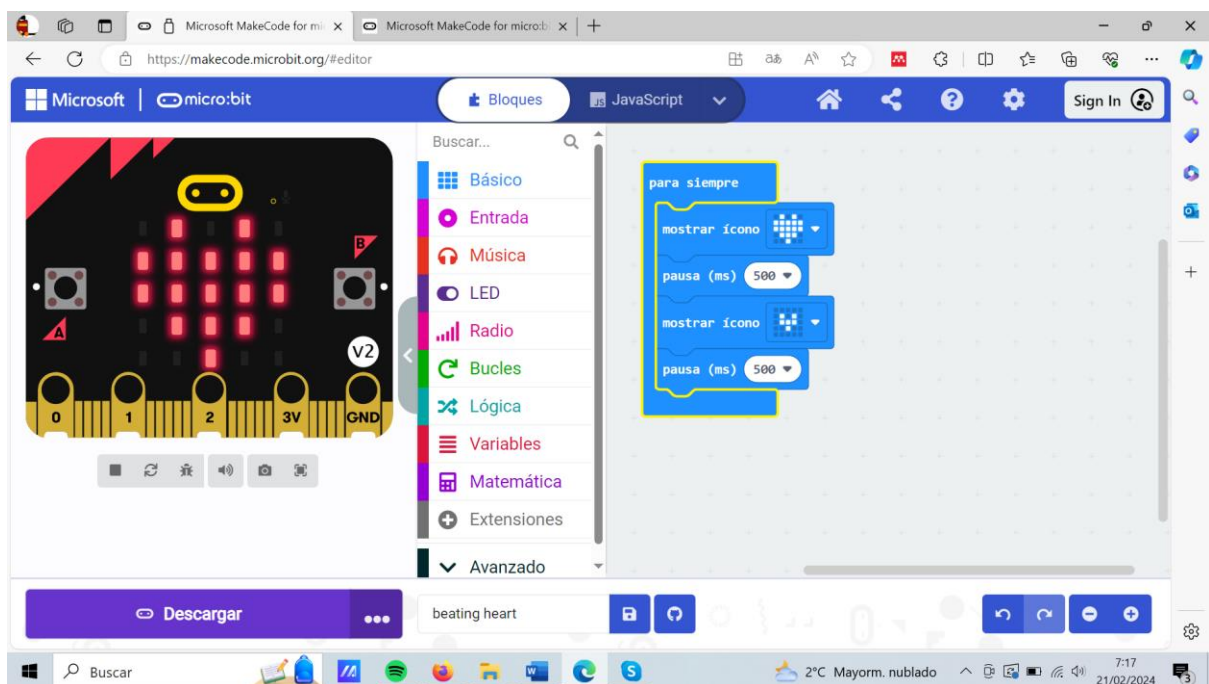 Microsoft MakeCode for mi
Microsoft MakeCode for micro:b
https://makecode.microbit.org/#editor
Microsoft
micro:bit
Bloques
JS JavaScript
Sign In
B
A
V2
0
1
2
3V
GND
Buscar...
Básico
Entrada
Música
LED
Radio
Bucles
Lógica
Variables
Matemática
Extensiones
Avanzado
para siempre
mostrar ícono
pausa (ms) 500
mostrar ícono
pausa (ms) 500
Descargar
beating heart
Buscar
2°C Mayorm. nublado
7:17
21/02/2024